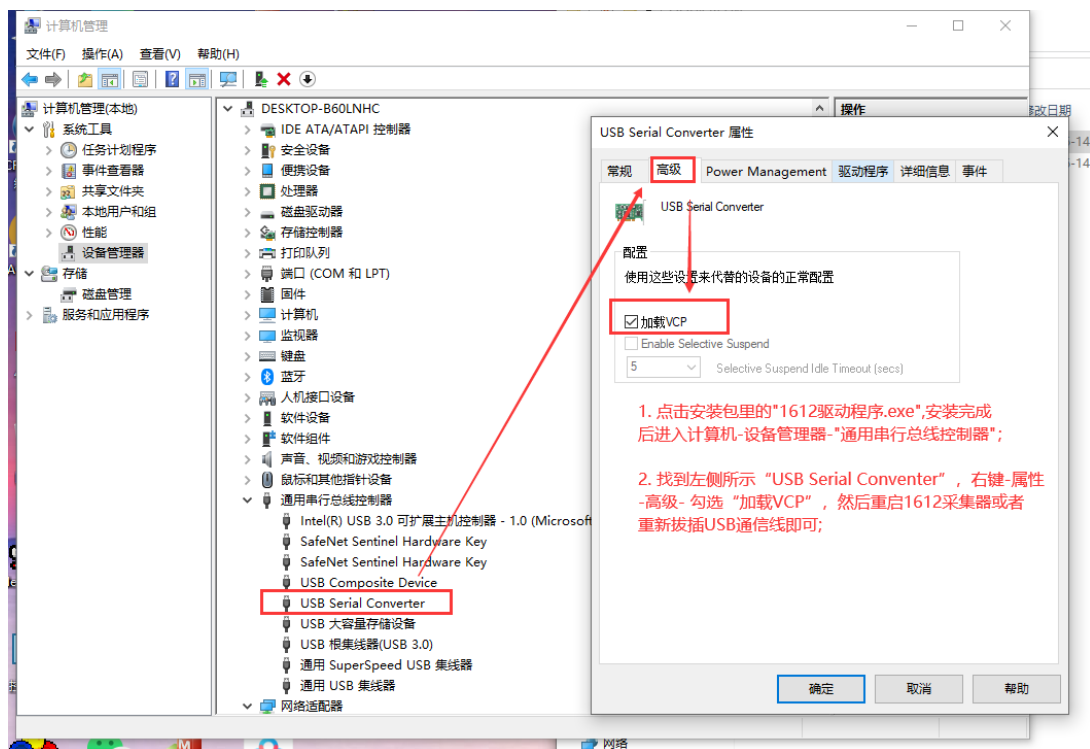 计算机管理
文件(F) 操作(A) 查看(V) 帮助(H)
计算机管理(本地)
系统工具
任务计划程序
事件查看器
共享文件夹
本地用户和组
性能
设备管理器
存储
磁盘管理
服务和应用程序
DESKTOP-B60LNHC
IDE ATA/ATAPI 控制器
安全设备
便携设备
处理器
磁盘驱动器
存储控制器
打印队列
端口 (COM 和 LPT)
固件
计算机
监视器
键盘
蓝牙
人机接口设备
软件设备
软件组件
声音、视频和游戏控制器
鼠标和其他指针设备
通用串行总线控制器
Intel(R) USB 3.0 可扩展主机控制器 - 1.0 (Microsoft
SafeNet Sentinel Hardware Key
SafeNet Sentinel Hardware Key
USB Composite Device
USB Serial Converter
USB 大容量存储设备
USB 根集线器(USB 3.0)
通用 SuperSpeed USB 集线器
通用 USB 集线器
网络适配器
操作
修改日期
-14
-14
USB Serial Converter 属性
常规 高级 Power Management 驱动程序 详细信息 事件
USB Serial Converter
配置
使用这些设置来代替的设备的正常配置
加载VCP
Enable Selective Suspend
5 Selective Suspend Idle Timeout (secs)
1. 点击安装包里的"1612驱动程序.exe",安装完成
后进入计算机-设备管理器-"通用串行总线控制器";
2. 找到左侧所示“USB Serial Conventer”，右键-属性
-高级- 勾选“加载VCP”，然后重启1612采集器或者
重新拔插USB通信线即可;
确定 取消 帮助
网络